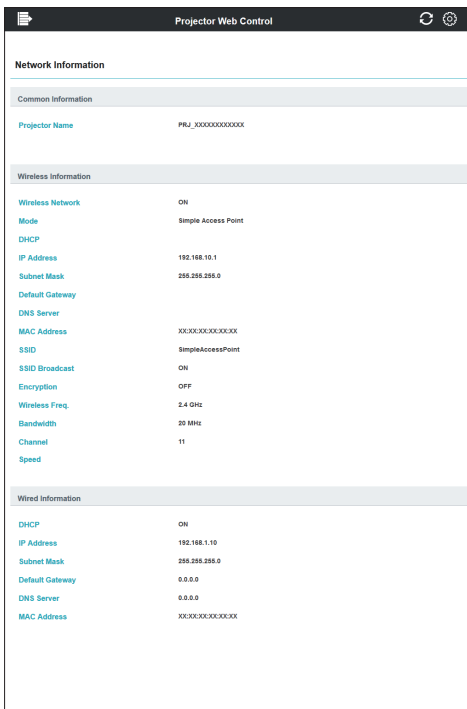 Projector Web Control
Network Information
Common Information
Projector Name PRJ_XXXXXXXXXXXX
Wireless Information
Wireless Network ON
Mode Simple Access Point
DHCP
IP Address 192.168.10.1
Subnet Mask 255.255.255.0
Default Gateway
DNS Server
MAC Address XX:XX:XX:XX:XX:XX
SSID SimpleAccessPoint
SSID Broadcast ON
Encryption OFF
Wireless Freq. 2.4 GHz
Bandwidth 20 MHz
Channel 11
Speed
Wired Information
DHCP ON
IP Address 192.168.1.10
Subnet Mask 255.255.255.0
Default Gateway 0.0.0.0
DNS Server 0.0.0.0
MAC Address XX:XX:XX:XX:XX:XX